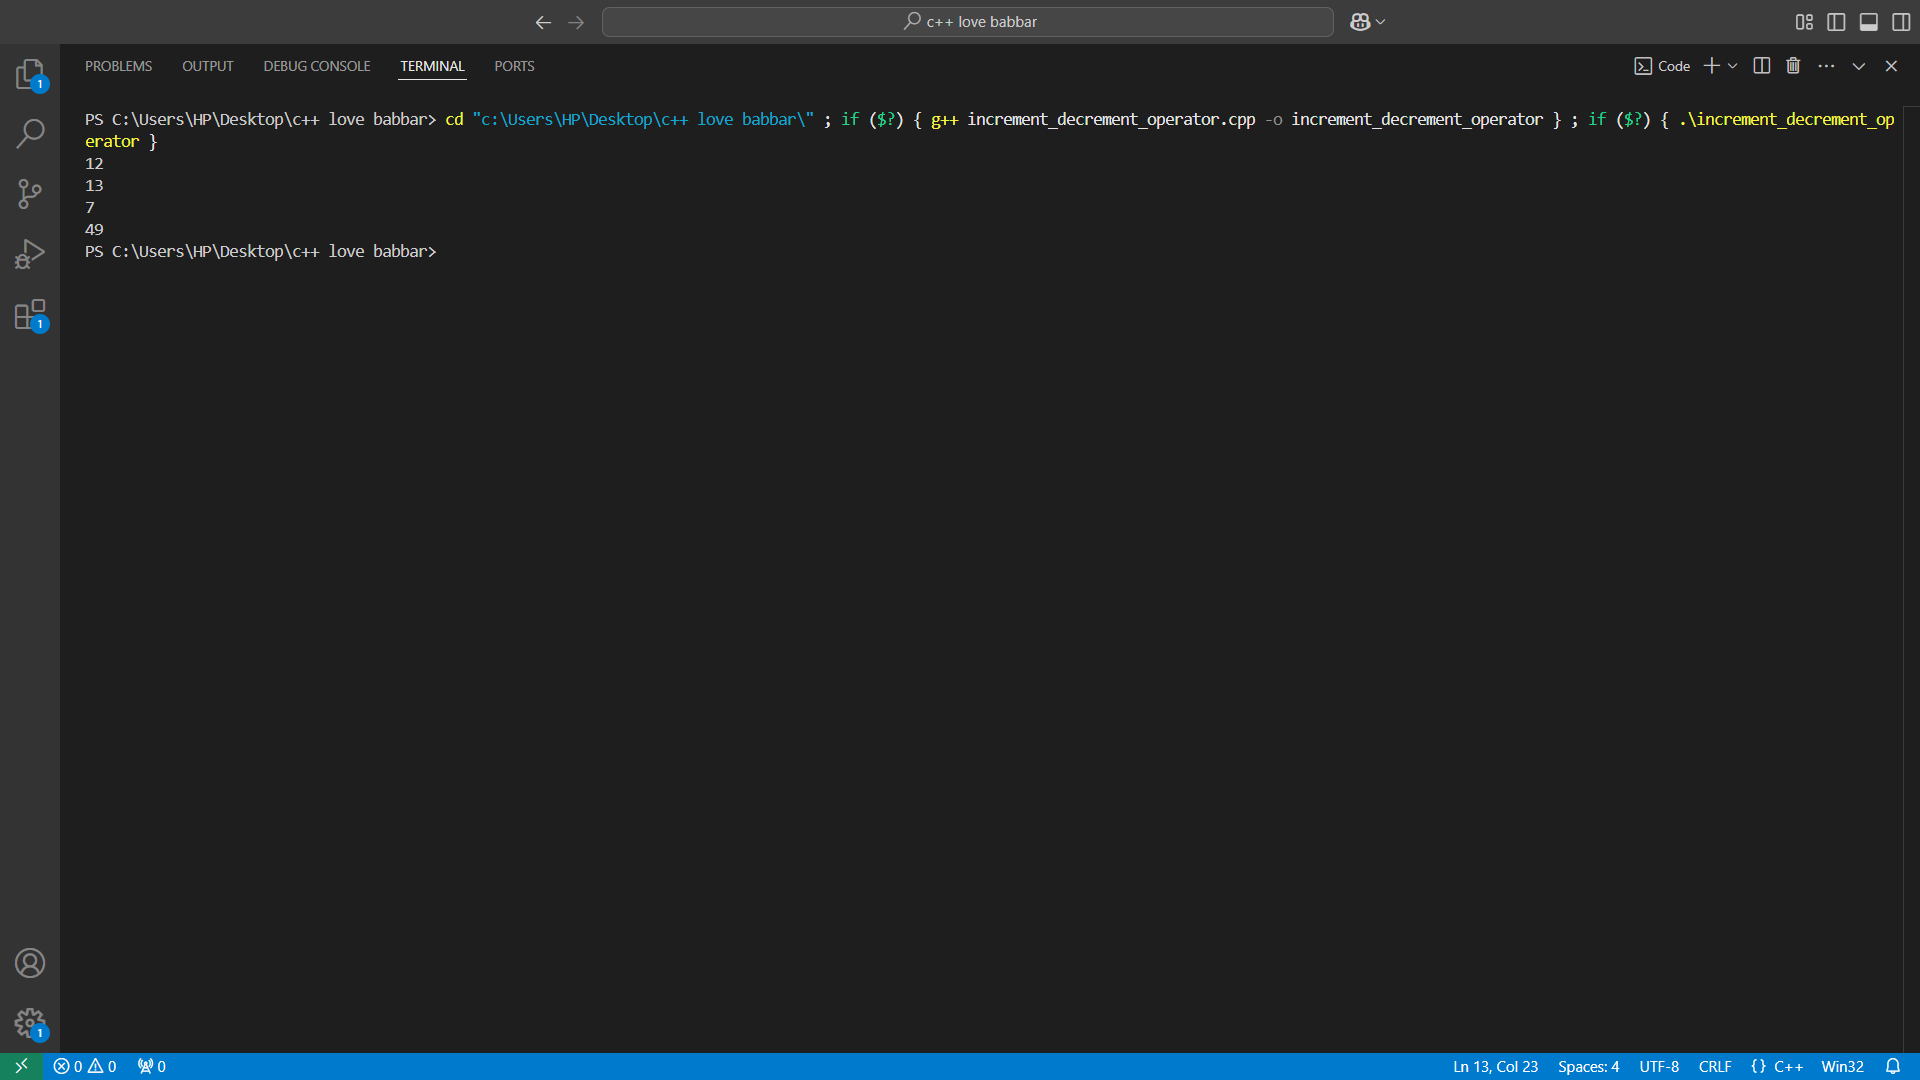 c++ love babbar
PROBLEMS OUTPUT DEBUG CONSOLE TERMINAL PORTS
Code
1
PS C:\Users\HP\Desktop\c++ love babbar> cd "c:\Users\HP\Desktop\c++ love babbar\" ; if ($?) { g++ increment_decrement_operator.cpp -o increment_decrement_operator } ; if ($?) { .\increment_decrement_op
erator }
12
13
7
49
PS C:\Users\HP\Desktop\c++ love babbar>
1
1
0 0 0
Ln 13, Col 23 Spaces: 4 UTF-8 CRLF {} C++ Win32